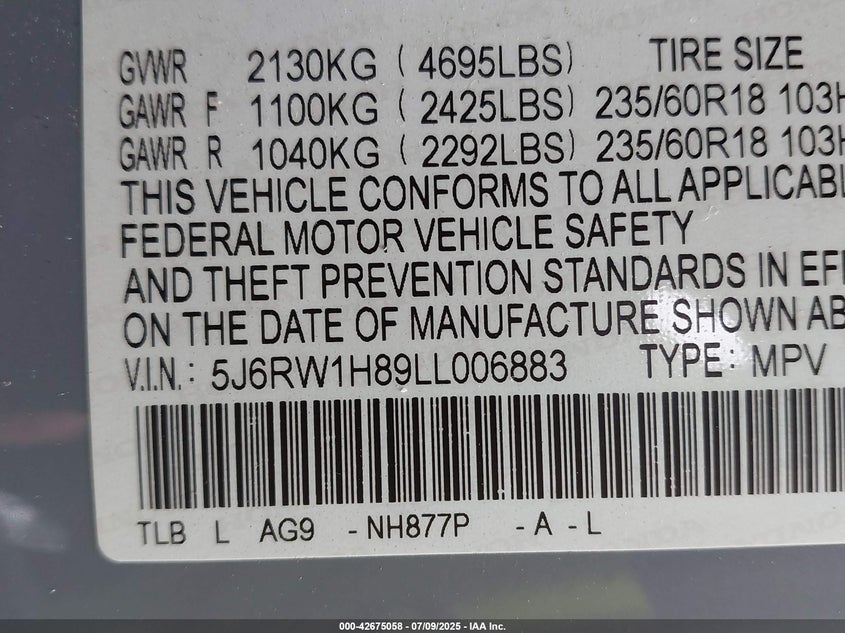 GVWR 2130KG ( 4695LBS) TIRE SIZE
GAWR F 1100KG ( 2425LBS) 235/60R18 103H
GAWR R 1040KG ( 2292LBS) 235/60R18 103H
THIS VEHICLE CONFORMS TO ALL APPLICABL
FEDERAL MOTOR VEHICLE SAFETY
AND THEFT PREVENTION STANDARDS IN EFF
ON THE DATE OF MANUFACTURE SHOWN AB
V.I.N.: 5J6RW1H89LL006883 TYPE: MPV
TLB L AG9 -NH877P -A -L
000-42675058 - 07/09/2025 - IAA Inc.